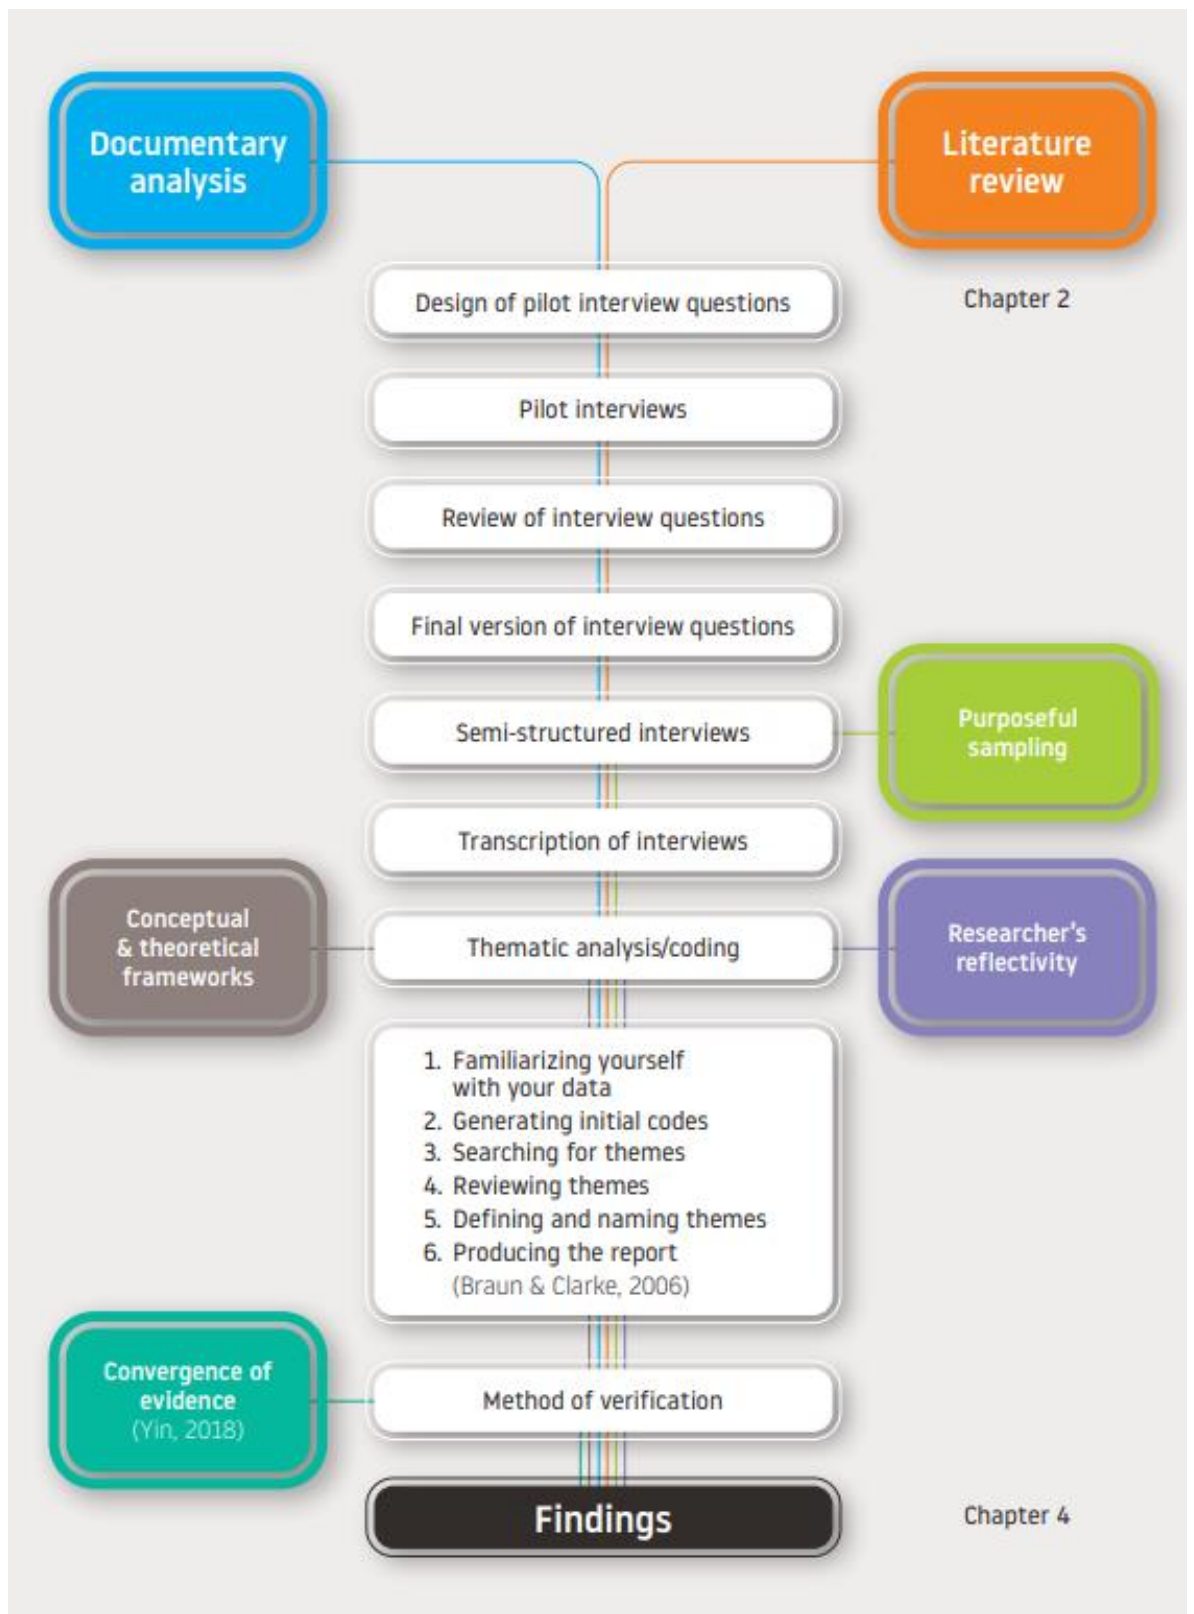 Documentary
analysis
Literature
review
Design of pilot interview questions
Chapter 2
Pilot interviews
Review of interview questions
Final version of interview questions
Semi-structured interviews
Purposeful
sampling
Transcription of interviews
Conceptual
& theoretical
frameworks
Thematic analysis/coding
Researcher's
reflectivity
1. Familiarizing yourself
with your data
2. Generating initial codes
3. Searching for themes
4. Reviewing themes
5. Defining and naming themes
6. Producing the report
(Braun & Clarke, 2006)
Convergence of
evidence
(Yin, 2018)
Method of verification
Findings
Chapter 4